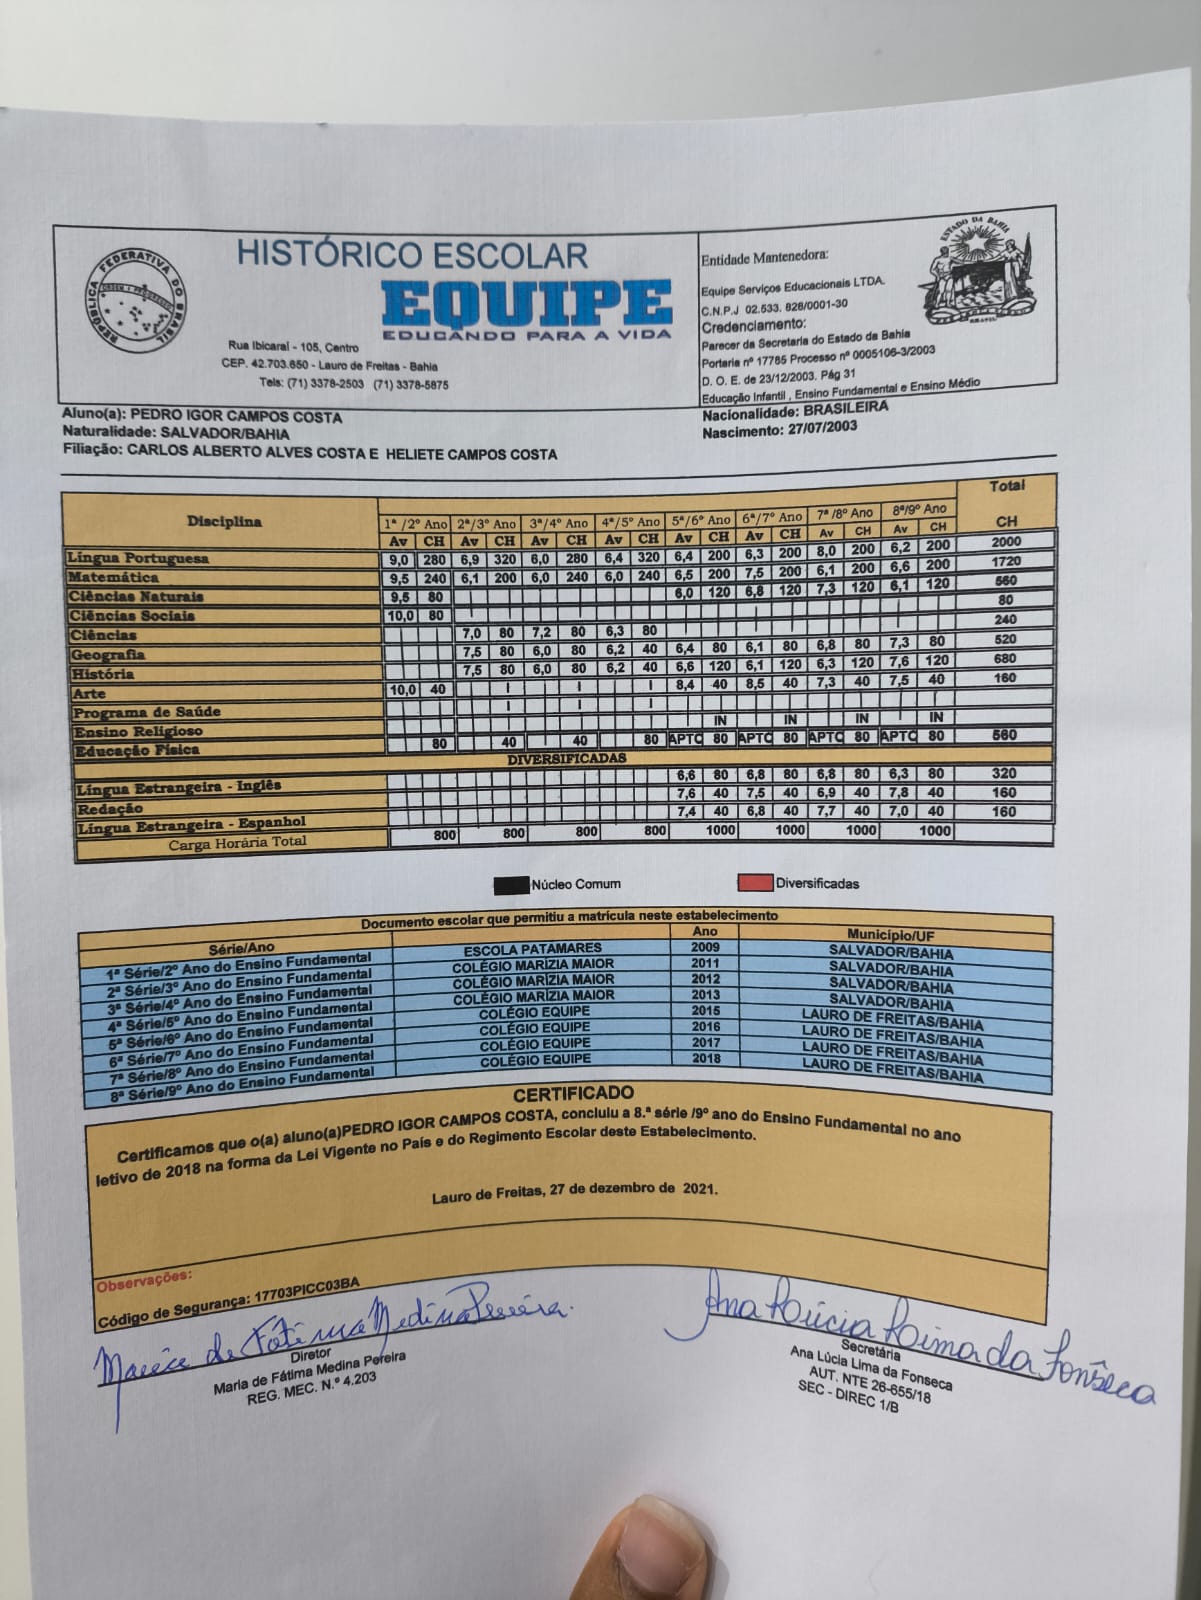 HISTÓRICO ESCOLAR
EQUIPE
EDUCANDO PARA A VIDA
Rua Ibicaraí - 105, Centro
CEP. 42.703.650 - Lauro de Freitas - Bahia
Tels: (71) 3378-2503 (71) 3378-5875
REPÚBLICA FEDERATIVA DO BRASIL
ORDEM E PROGRESSO
Entidade Mantenedora:
Equipe Serviços Educacionais LTDA.
C.N.P.J 02.533. 828/0001-30
Credenciamento:
Parecer da Secretaria do Estado da Bahia
Portaria nº 17785 Processo nº 0005106-3/2003
D. O. E. de 23/12/2003. Pág 31
Educação Infantil , Ensino Fundamental e Ensino Médio
ESTADO DA BAHIA
Aluno(a): PEDRO IGOR CAMPOS COSTA
Nacionalidade: BRASILEIRA
Naturalidade: SALVADOR/BAHIA
Nascimento: 27/07/2003
Filiação: CARLOS ALBERTO ALVES COSTA E HELIETE CAMPOS COSTA
Disciplina 1ª /2º Ano 2ª/3º Ano 3ª/4º Ano 4ª/5º Ano 5ª/6º Ano 6ª/7º Ano 7ª /8º Ano 8ª/9º Ano Total
Av CH Av CH Av CH Av CH Av CH Av CH Av CH Av CH CH
Língua Portuguesa 9,0 280 6,9 320 6,0 280 6,4 320 6,4 200 6,3 200 8,0 200 6,2 200 2000
Matemática 9,5 240 6,1 200 6,0 240 6,0 240 6,5 200 7,5 200 6,1 200 6,6 200 1720
Ciências Naturais 9,5 80 6,0 120 6,8 120 7,3 120 6,1 120 560
Ciências Sociais 10,0 80 80
Ciências 7,0 80 7,2 80 6,3 80 240
Geografia 7,5 80 6,0 80 6,2 40 6,4 80 6,1 80 6,8 80 7,3 80 520
História 7,5 80 6,0 80 6,2 40 6,6 120 6,1 120 6,3 120 7,6 120 680
Arte 10,0 40 I I I 8,4 40 8,5 40 7,3 40 7,5 40 160
Programa de Saúde I I I
Ensino Religioso IN IN IN IN
Educação Física 80 40 40 80 APTO 80 APTO 80 APTO 80 APTO 80 560
DIVERSIFICADAS
Língua Estrangeira - Inglês 6,6 80 6,8 80 6,8 80 6,3 80 320
Redação 7,6 40 7,5 40 6,9 40 7,8 40 160
Língua Estrangeira - Espanhol 7,4 40 6,8 40 7,7 40 7,0 40 160
Carga Horária Total 800 800 800 800 1000 1000 1000 1000
Núcleo Comum Diversificadas
Documento escolar que permitiu a matrícula neste estabelecimento
Série/Ano Ano Município/UF
1ª Série/2º Ano do Ensino Fundamental ESCOLA PATAMARES 2009 SALVADOR/BAHIA
2ª Série/3º Ano do Ensino Fundamental COLÉGIO MARÍZIA MAIOR 2011 SALVADOR/BAHIA
3ª Série/4º Ano do Ensino Fundamental COLÉGIO MARÍZIA MAIOR 2012 SALVADOR/BAHIA
4ª Série/5º Ano do Ensino Fundamental COLÉGIO MARÍZIA MAIOR 2013 SALVADOR/BAHIA
5ª Série/6º Ano do Ensino Fundamental COLÉGIO EQUIPE 2015 LAURO DE FREITAS/BAHIA
6ª Série/7º Ano do Ensino Fundamental COLÉGIO EQUIPE 2016 LAURO DE FREITAS/BAHIA
7ª Série/8º Ano do Ensino Fundamental COLÉGIO EQUIPE 2017 LAURO DE FREITAS/BAHIA
8ª Série/9º Ano do Ensino Fundamental COLÉGIO EQUIPE 2018 LAURO DE FREITAS/BAHIA
CERTIFICADO
Certificamos que o(a) aluno(a)PEDRO IGOR CAMPOS COSTA, concluiu a 8.ª série /9º ano do Ensino Fundamental no ano
letivo de 2018 na forma da Lei Vigente no País e do Regimento Escolar deste Estabelecimento.
Lauro de Freitas, 27 de dezembro de 2021.
Observações:
Código de Segurança: 17703PICC03BA
Maria de Fátima Medina Pereira.
Diretor
Maria de Fátima Medina Pereira
REG. MEC. N.º 4.203
Ana Lúcia Lima da Fonsêca
Secretária
Ana Lúcia Lima da Fonseca
AUT. NTE 26-655/18
SEC - DIREC 1/B